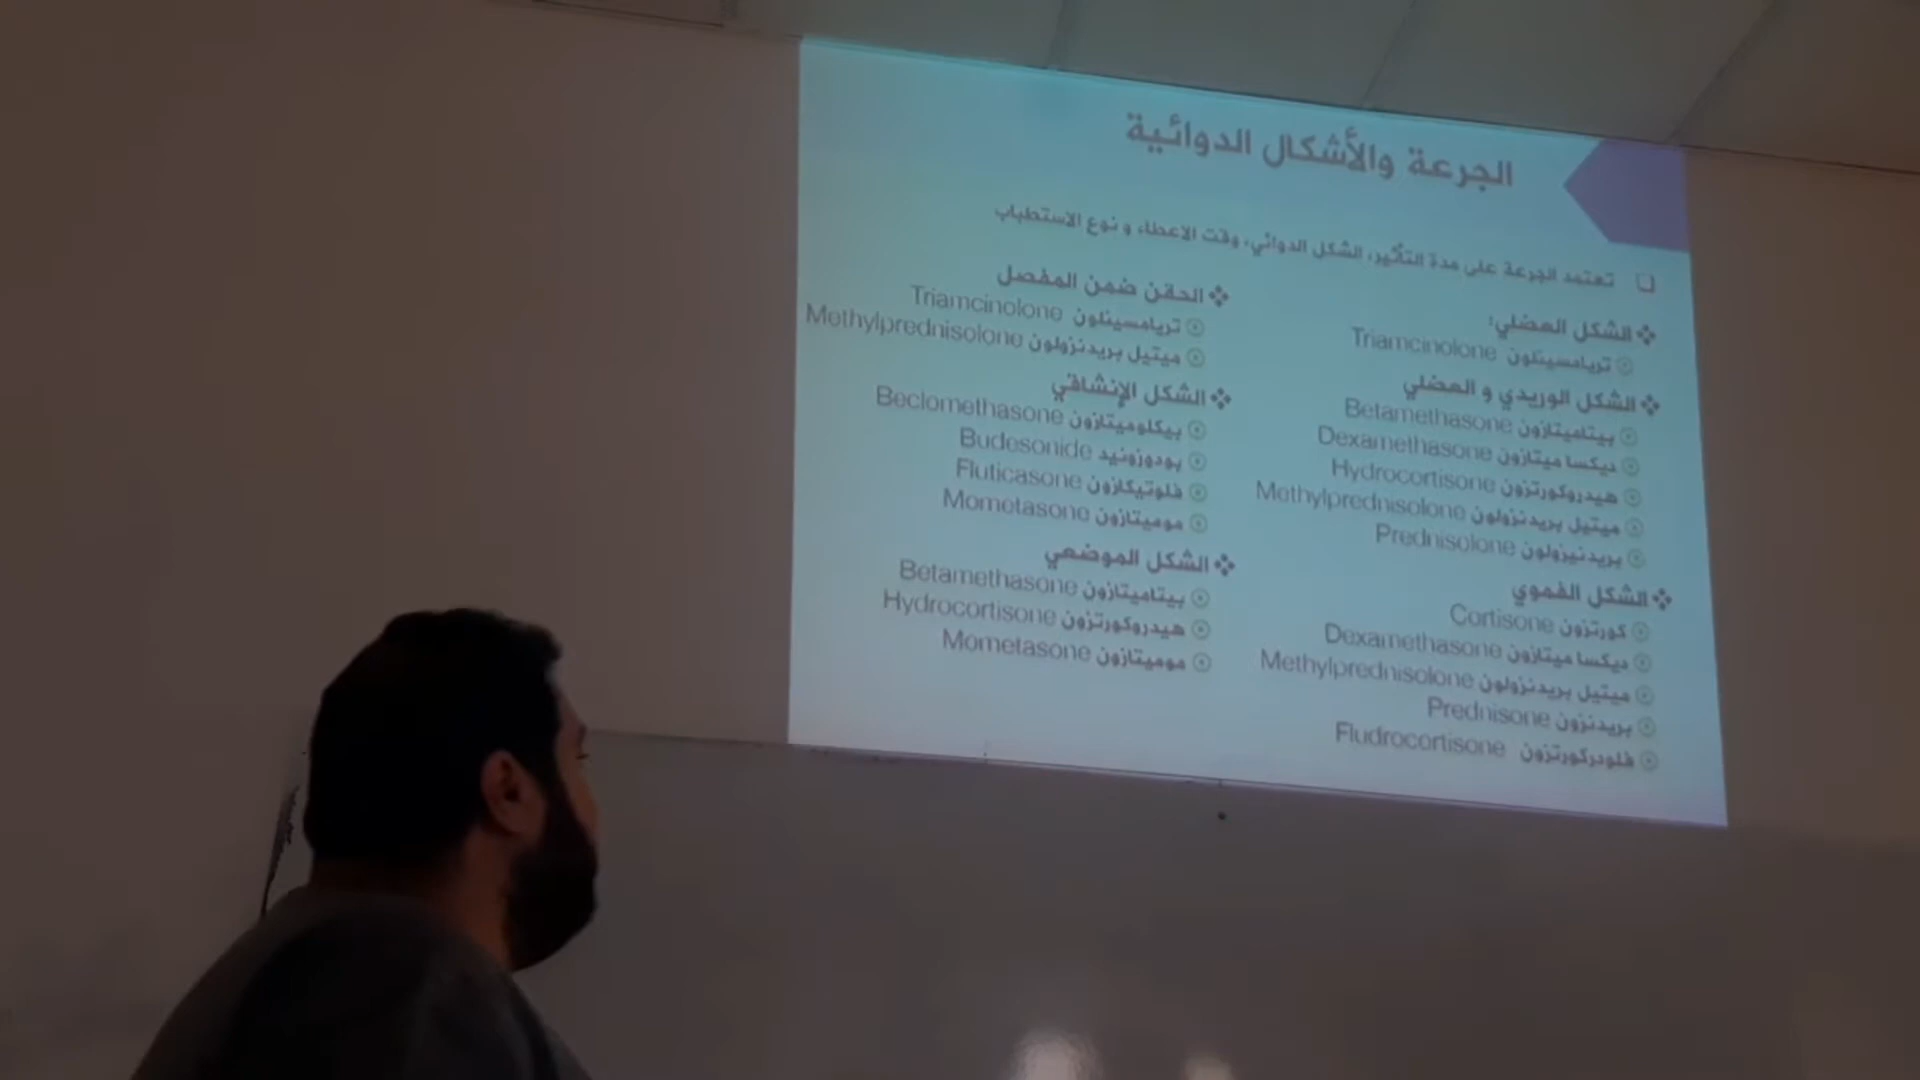 الجرعة والأشكال الدوائية
تعتمد الجرعة على مدة التأثير، الشكل الدوائي، وقت الاعطاء و نوع الاستطباب
الشكل العضلي:
تريامسينلون Triamcinolone
الشكل الوريدي و العضلي
بيتاميتازون Betamethasone
ديكسا ميتازون Dexamethasone
هيدروكورتزون Hydrocortisone
ميتيل بريدنزولون Methylprednisolone
بريدنيزولون Prednisolone
الشكل الفموي
كورتزون Cortisone
ديكسا ميتازون Dexamethasone
ميتيل بريدنزولون Methylprednisolone
بريدنزون Prednisone
فلودركورتزون Fludrocortisone
الحقن ضمن المفصل
تريامسينلون Triamcinolone
ميتيل بريدنزولون Methylprednisolone
الشكل الإنشاقي
بيكلوميتازون Beclomethasone
بودوزونيد Budesonide
فلوتيكازون Fluticasone
موميتازون Mometasone
الشكل الموضعي
بيتاميتازون Betamethasone
هيدروكورتزون Hydrocortisone
موميتازون Mometasone